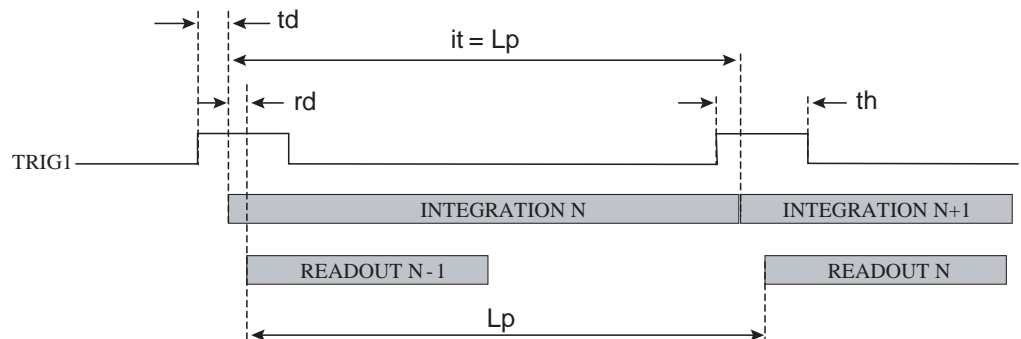 td
it = Lp
rd
th
TRIG1
INTEGRATION N
INTEGRATION N+1
READOUT N-1
READOUT N
Lp